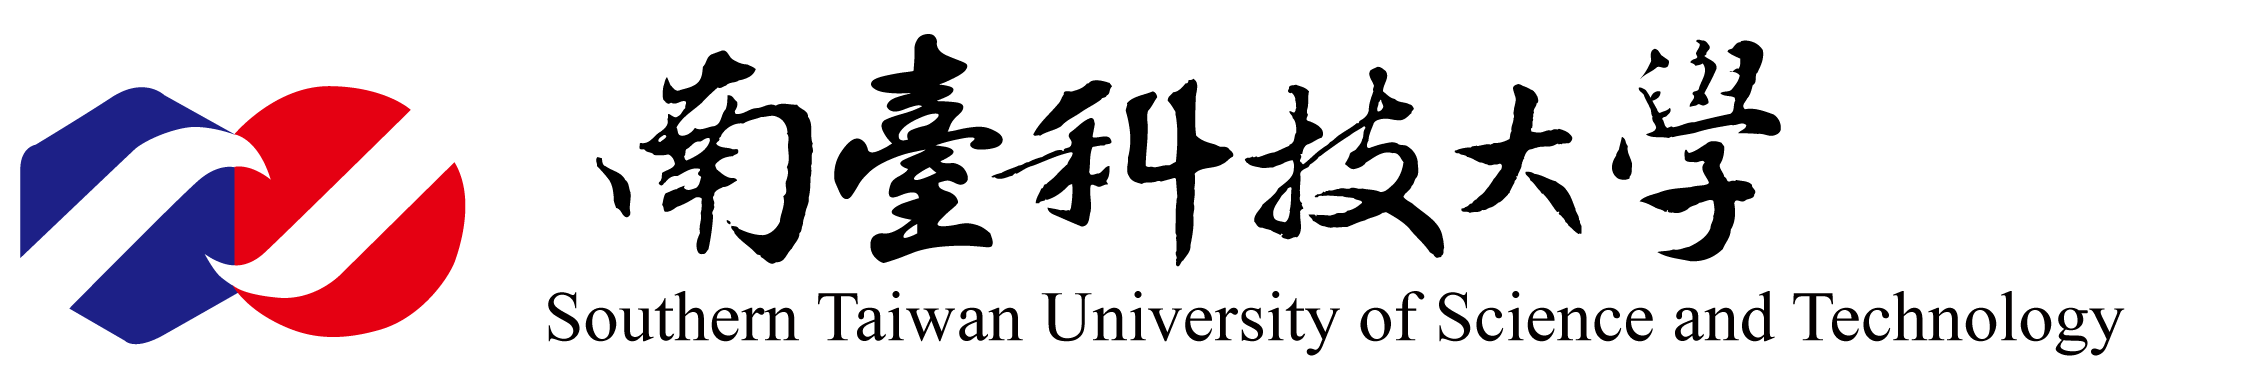 南臺科技大學
Southern Taiwan University of Science and Technology